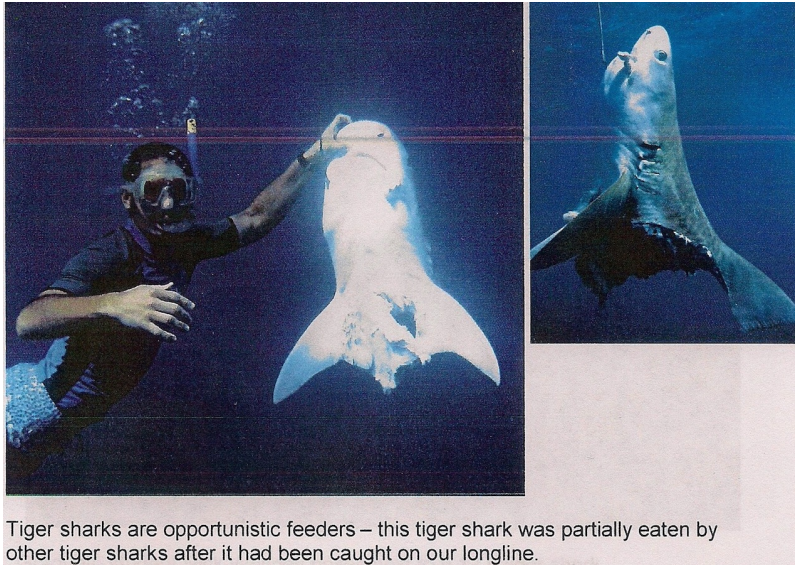 Tiger sharks are opportunistic feeders – this tiger shark was partially eaten by
other tiger sharks after it had been caught on our longline.